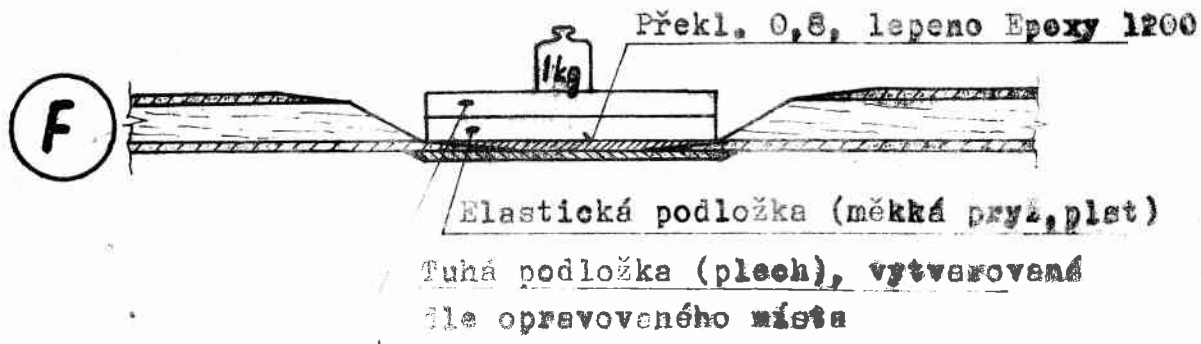 Překl. 0,8, lepeno Epoxy 1200
1kg
F
Elastická podložka (měkká pryž, plst)
Tuhá podložka (plech), vytvarovaná
dle opravovaného místa